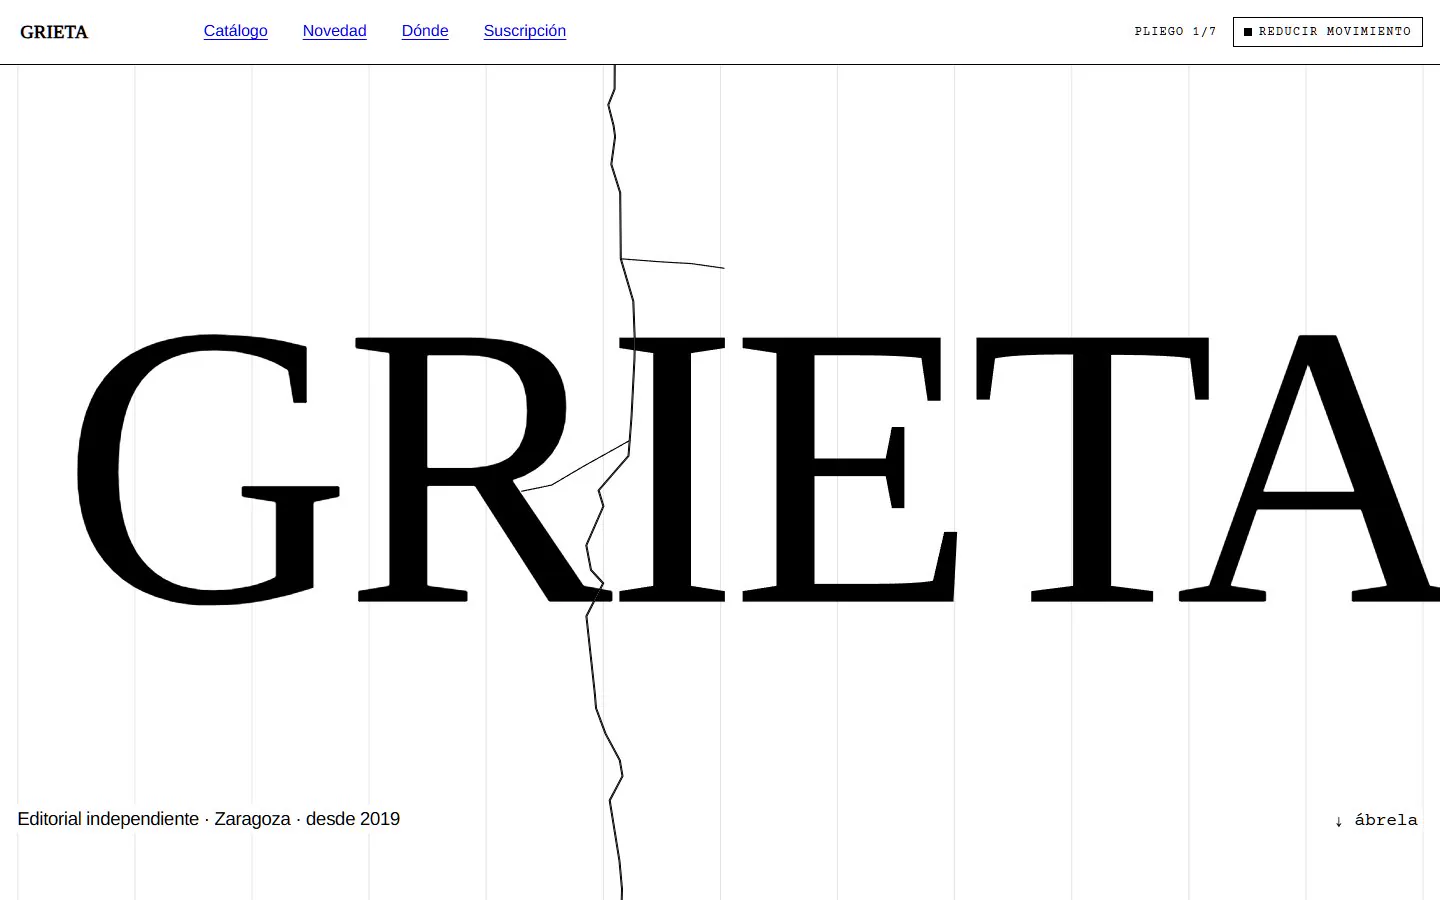 GRIETA Catálogo Novedad Dónde Suscripción PLIEGO 1/7 REDUCIR MOVIMIENTO
GRIETA
Editorial independiente · Zaragoza · desde 2019 ↓ ábrela